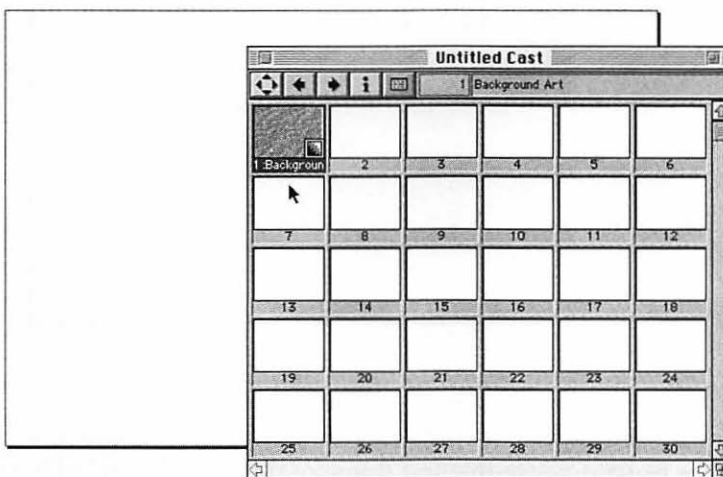 Untitled Cast
1 Background Art
1:Backgroun 2 3 4 5 6
7 8 9 10 11 12
13 14 15 16 17 18
19 20 21 22 23 24
25 26 27 28 29 30